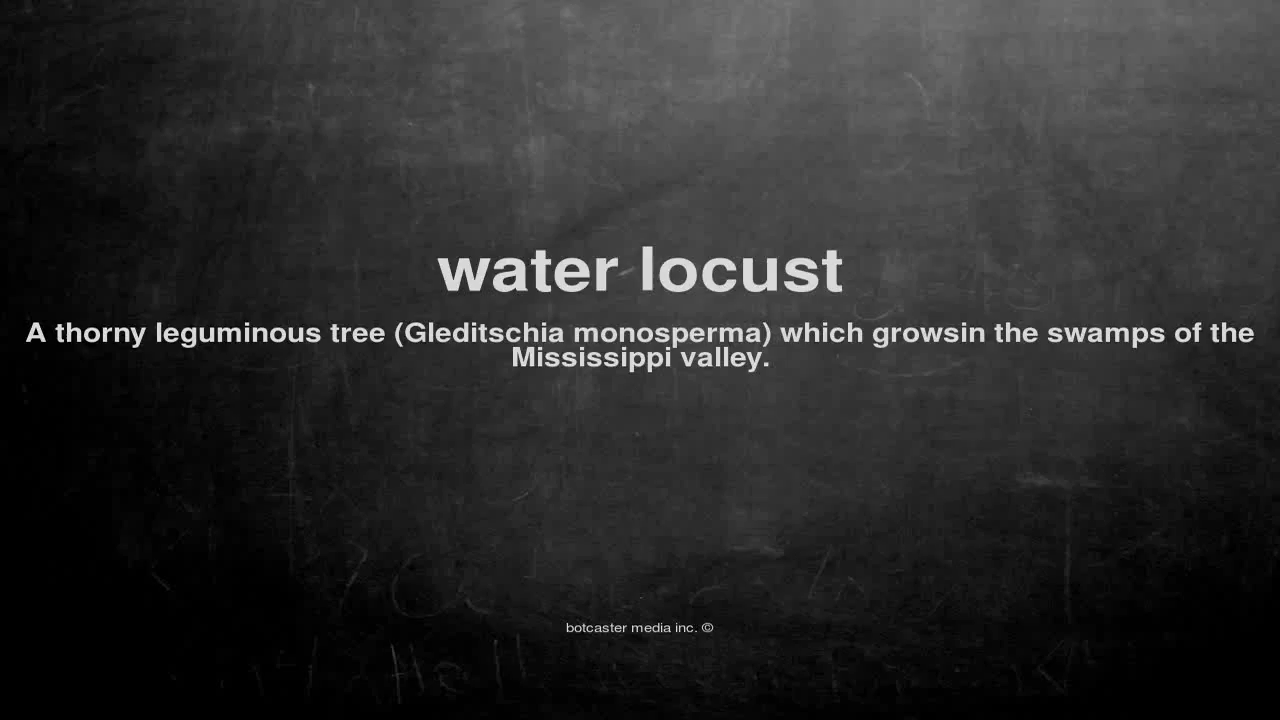 water locust
A thorny leguminous tree (Gleditschia monosperma) which growsin the swamps of the
Mississippi valley.
botcaster media inc. ©